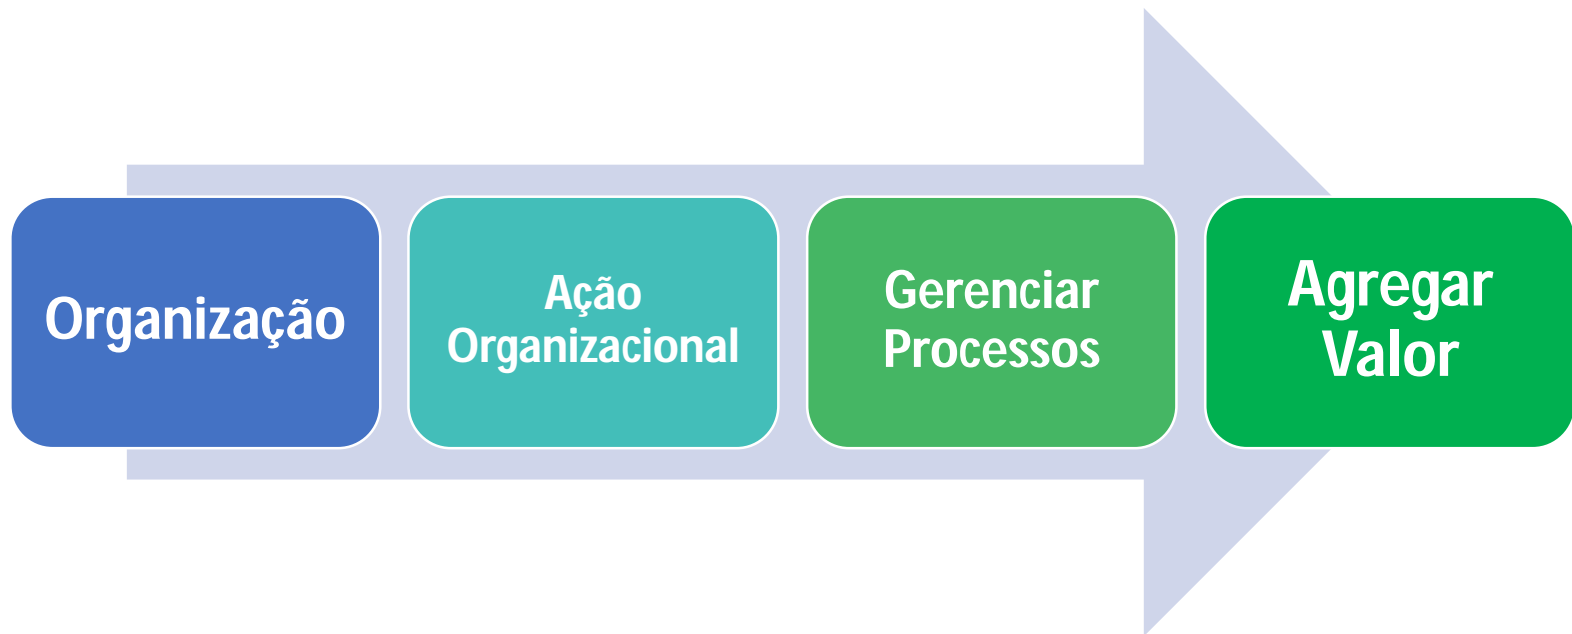 Organização
Ação
Organizacional
Gerenciar
Processos
Agregar
Valor